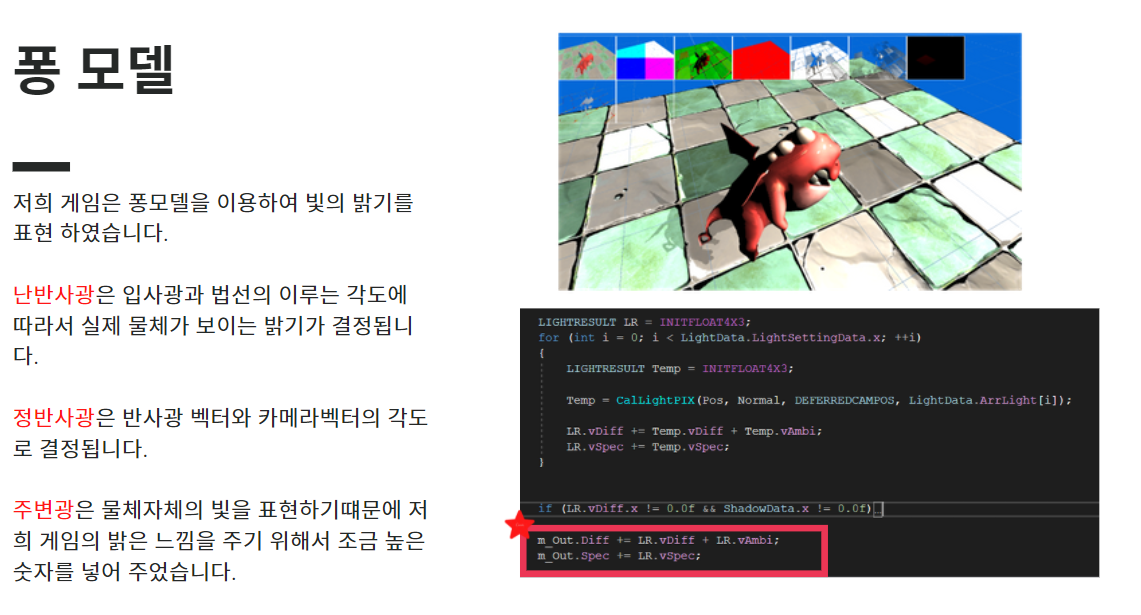 퐁 모델
저희 게임은 퐁모델을 이용하여 빛의 밝기를
표현 하였습니다.
난반사광은 입사광과 법선의 이루는 각도에
따라서 실제 물체가 보이는 밝기가 결정됩니
다.
정반사광은 반사광 벡터와 카메라벡터의 각도
로 결정됩니다.
주변광은 물체자체의 빛을 표현하기떄문에 저
희 게임의 밝은 느낌을 주기 위해서 조금 높은
숫자를 넣어 주었습니다.
LIGHTRESULT LR = INITFLOAT4X3;
for (int i = 0; i < LightData.LightSettingData.x; ++i)
{
LIGHTRESULT Temp = INITFLOAT4X3;
Temp = CalLightPIX(Pos, Normal, DEFERREDCAMPOS, LightData.ArrLight[i]);
LR.vDiff += Temp.vDiff + Temp.vAmbi;
LR.vSpec += Temp.vSpec;
}
if (LR.vDiff.x != 0.0f && ShadowData.x != 0.0f)...
m_Out.Diff += LR.vDiff + LR.vAmbi;
m_Out.Spec += LR.vSpec;